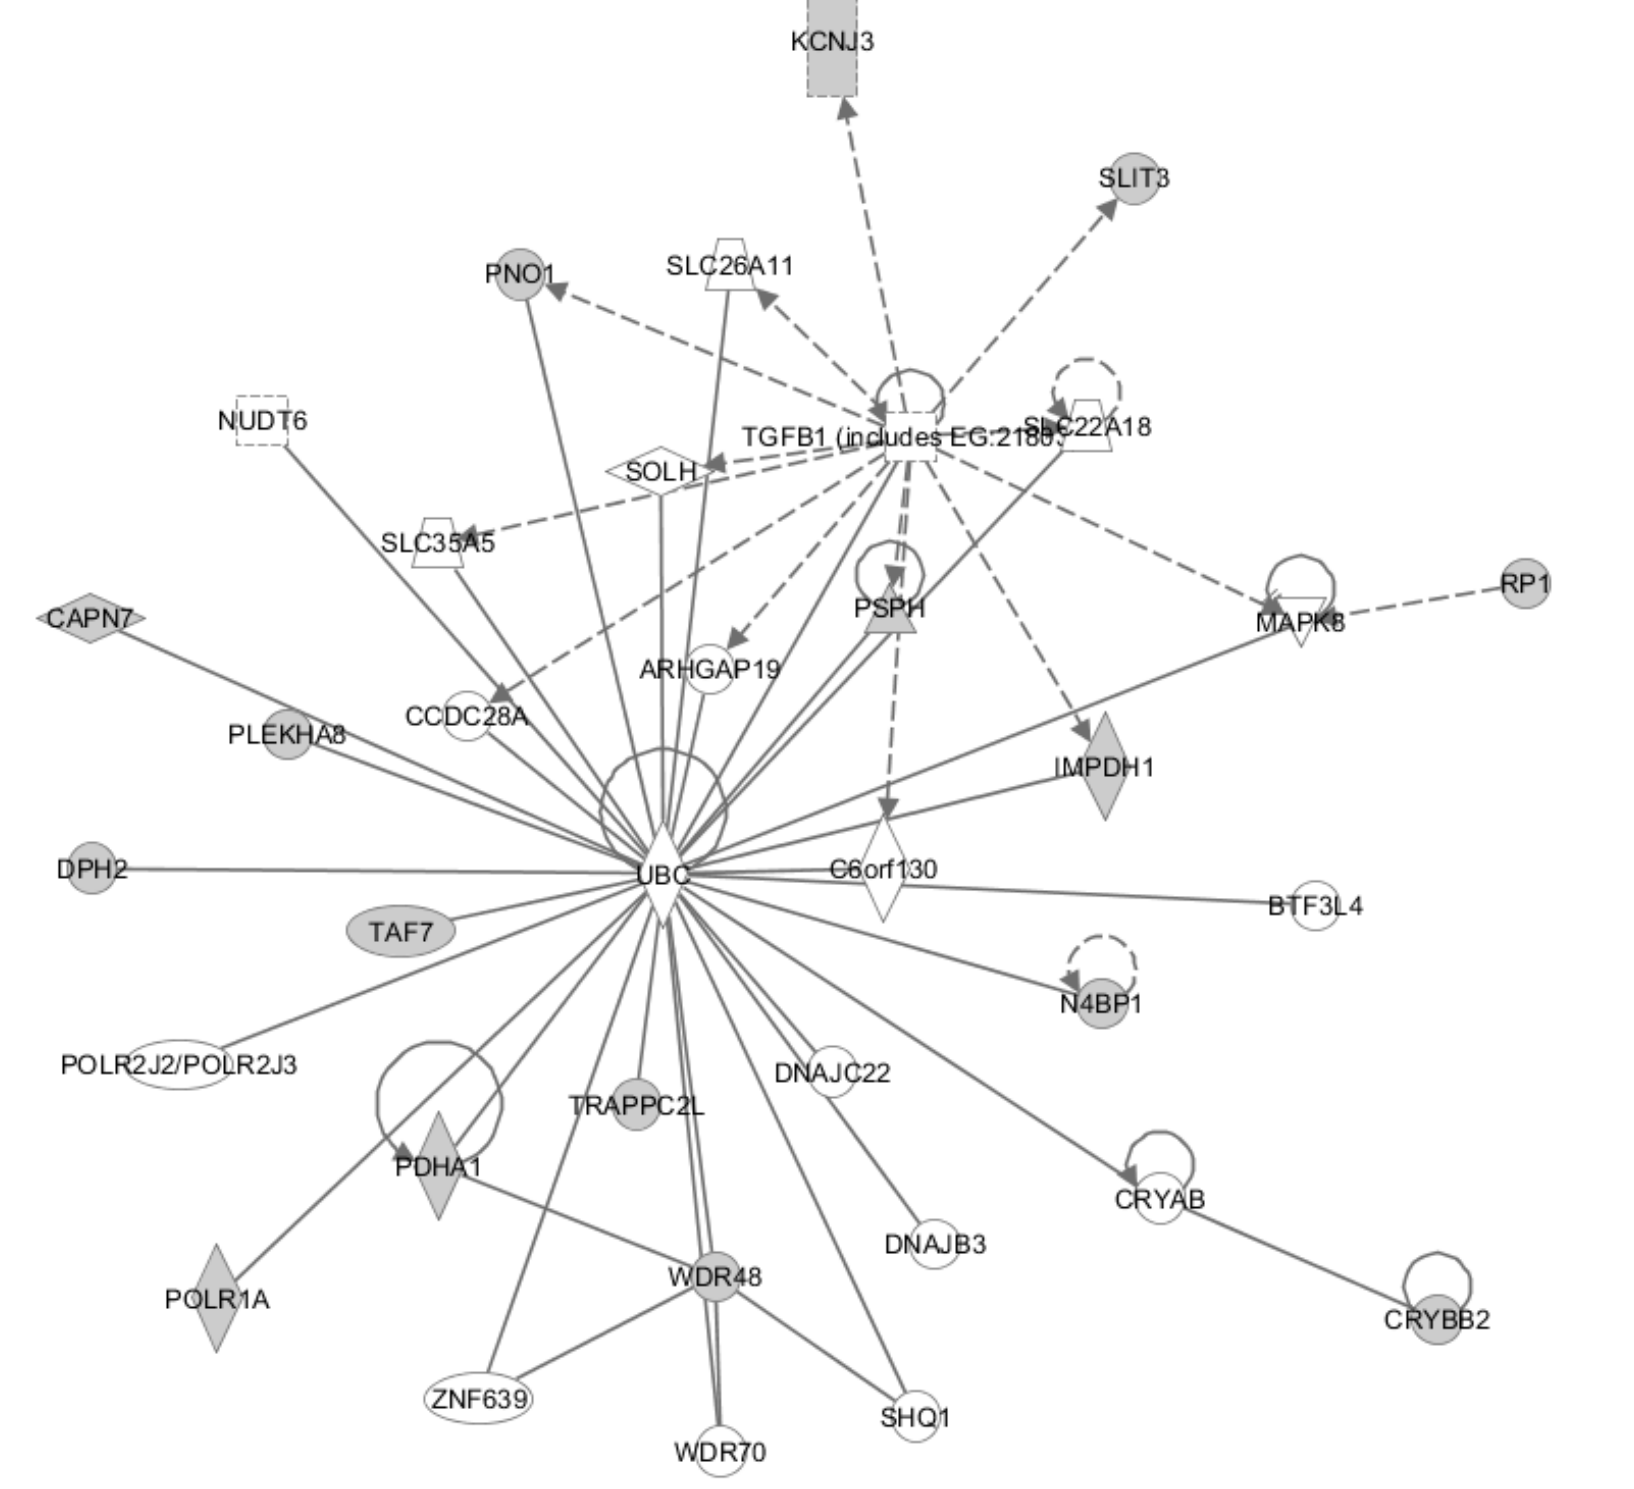 KCNJ3
SLIT3
PNO1
SLC26A11
NUDT6
TGFB1 (includes EG:2180
SLC22A18
SOLH
SLC35A5
CAPN7
PSPH
RP1
MAPK8
ARHGAP19
CCDC28A
PLEKHA8
IMPDH1
DPH2
UBC
C6orf130
BTF3L4
TAF7
N4BP1
POLR2J2/POLR2J3
DNAJC22
TRAPPC2L
PDHA1
CRYAB
DNAJB3
WDR48
POLR1A
CRYBB2
ZNF639
SHQ1
WDR70